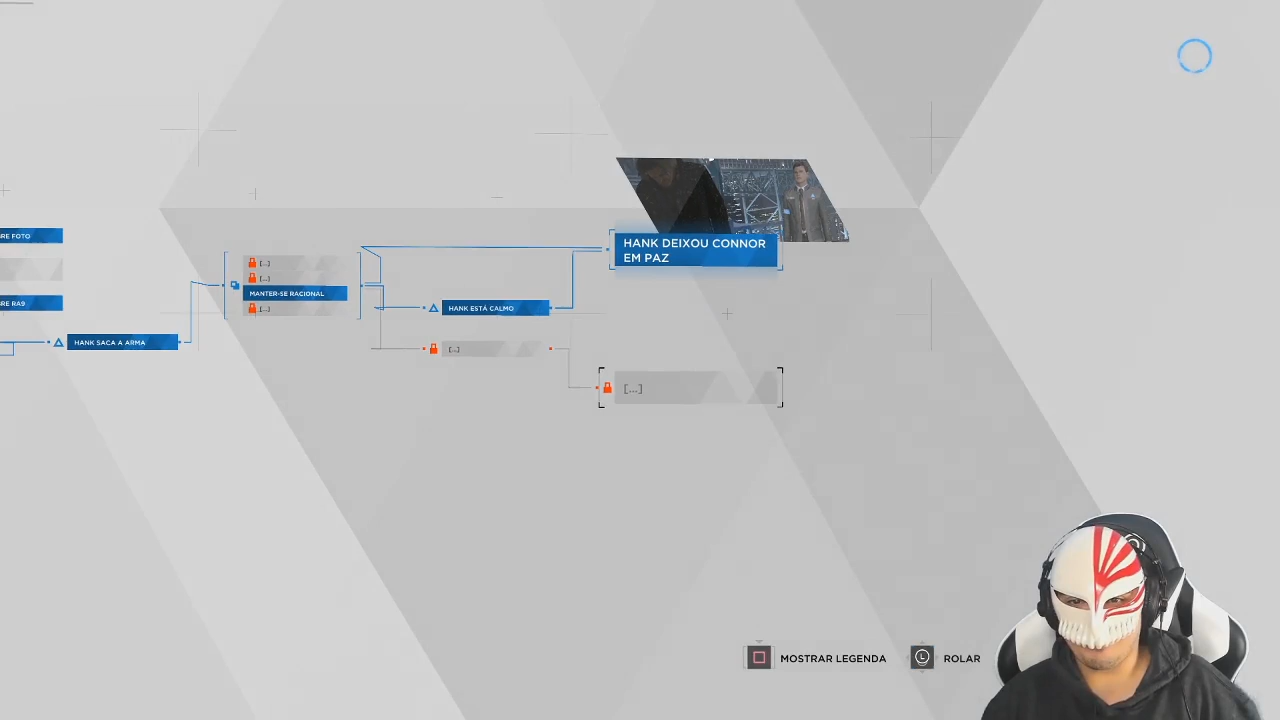 HANK DEIXOU CONNOR
EM PAZ
RE FOTO
[...]
[...]
MANTER-SE RACIONAL
[...]
RE RA9
HANK ESTÁ CALMO
HANK SACA A ARMA
[...]
[...]
MOSTRAR LEGENDA
L
ROLAR